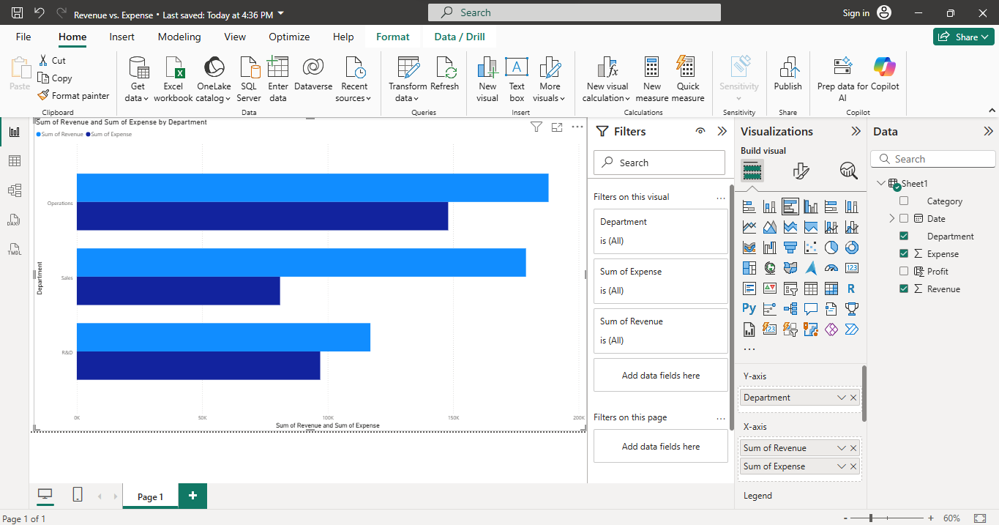 Revenue vs. Expense • Last saved: Today at 4:36 PM
Search
Sign in
File
Home
Insert
Modeling
View
Optimize
Help
Format
Data / Drill
Share
Paste
Cut
Copy
Format painter
Clipboard
Get
data
Excel
workbook
OneLake
catalog
SQL
Server
Enter
data
Dataverse
Recent
sources
Data
Transform
data
Refresh
Queries
New
visual
Text
box
More
visuals
Insert
New visual
calculation
New
measure
Quick
measure
Calculations
Sensitivity
Sensitivity
Publish
Share
Prep data for
AI
Copilot
Copilot
DAX
TMDL
Sum of Revenue and Sum of Expense by Department
Sum of Revenue
Sum of Expense
Department
Operations
Sales
R&D
0K
50K
100K
150K
200K
Sum of Revenue and Sum of Expense
Filters
Search
Filters on this visual
...
Department
is (All)
Sum of Expense
is (All)
Sum of Revenue
is (All)
Add data fields here
Filters on this page
...
Add data fields here
Visualizations
Build visual
123
R
Py
123
...
Y-axis
Department
X-axis
Sum of Revenue
Sum of Expense
Legend
Data
Search
Sheet1
Category
Date
Department
Expense
Profit
Revenue
Page 1
+
Page 1 of 1
- + 60%